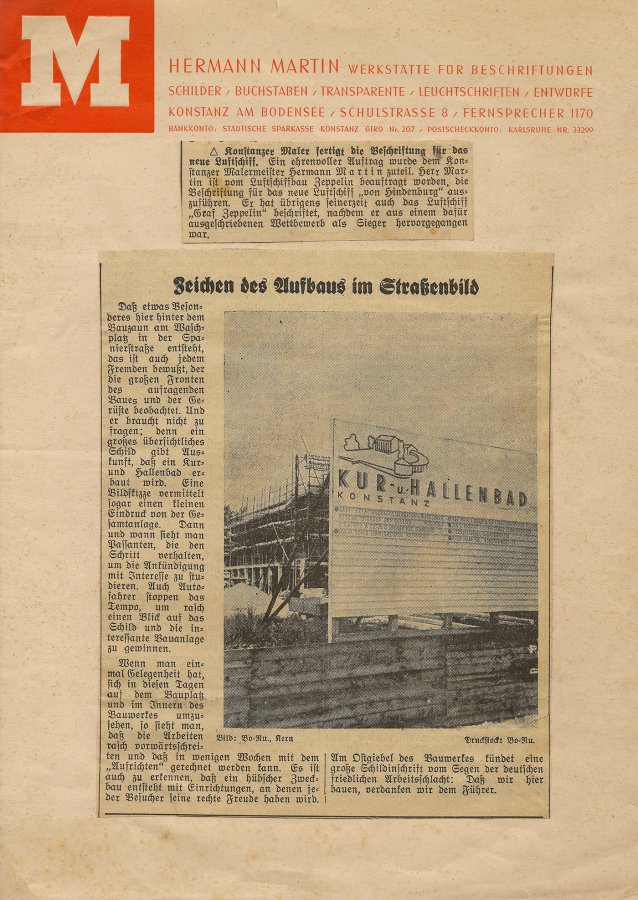 M
HERMANN MARTIN WERKSTÄTTE FÜR BESCHRIFTUNGEN
SCHILDER / BUCHSTABEN / TRANSPARENTE / LEUCHTSCHRIFTEN / ENTWÜRFE
KONSTANZ AM BODENSEE / SCHULSTRASSE 8 / FERNSPRECHER 1170
BANKKONTO: STÄDTISCHE SPARKASSE KONSTANZ GIRO Nr. 207 / POSTSCHECKKONTO: KARLSRUHE NR. 33299
△ Konstanzer Maler fertigt die Beschriftung für das
neue Luftschiff. Ein ehrenvoller Auftrag wurde dem Kon-
stanzer Malermeister Hermann Martin zuteil. Herr Mar-
tin ist vom Luftschiffbau Zeppelin beauftragt worden, die
Beschriftung für das neue Luftschiff „von Hindenburg" aus-
zuführen. Er hat übrigens seinerzeit auch das Luftschiff
„Graf Zeppelin" beschriftet, nachdem er aus einem dafür
ausgeschriebenen Wettbewerb als Sieger hervorgegangen
war.
Zeichen des Aufbaus im Straßenbild
Daß etwas Beson-
deres hier hinter dem
Bauzaun am Wasch-
platz in der Spa-
nierstraße entsteht,
das ist auch jedem
Fremden bewußt, der
die großen Fronten
des aufragenden
Baues und der Ge-
rüste beobachtet. Und
er braucht nicht zu
fragen; denn ein
großes übersichtliches
Schild gibt Aus-
kunft, daß ein Kur-
und Hallenbad er-
baut wird. Eine
Bildskizze vermittelt
sogar einen kleinen
Eindruck von der Ge-
samtanlage. Dann
und wann sieht man
Passanten, die den
Schritt verhalten,
um die Ankündigung
mit Interesse zu stu-
dieren. Auch Auto-
fahrer stoppen das
Tempo, um rasch
einen Blick auf das
Schild und die in-
teressante Bauanlage
zu gewinnen.
Wenn man ein-
mal Gelegenheit hat,
sich in diesen Tagen
auf dem Bauplatz
und im Innern des
Bauwerkes umzu-
sehen, so sieht man,
daß die Arbeiten
rasch vorwärtschrei-
ten und daß in wenigen Wochen mit dem
„Aufrichten" gerechnet werden kann. Es ist
auch zu erkennen, daß ein hübscher Zweck-
bau entsteht mit Einrichtungen, an denen je-
der Besucher seine rechte Freude haben wird.
KUR- u. HALLENBAD
KONSTANZ
Bild: Bo-Ru., Kern
Druckstock: Bo-Ru.
Am Ostgiebel des Bauwerkes kündet eine
große Schildinschrift vom Segen der deutschen
friedlichen Arbeitsschlacht: Daß wir hier
bauen, verdanken wir dem Führer.